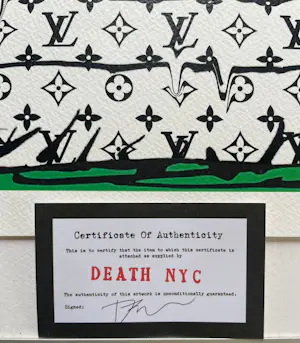 Certificate Of Authenticity
This is to certify that the item to which this certificate is
attached as supplied by
DEATH NYC
The authenticity of this artwork is unconditionally guaranteed.
Signed: